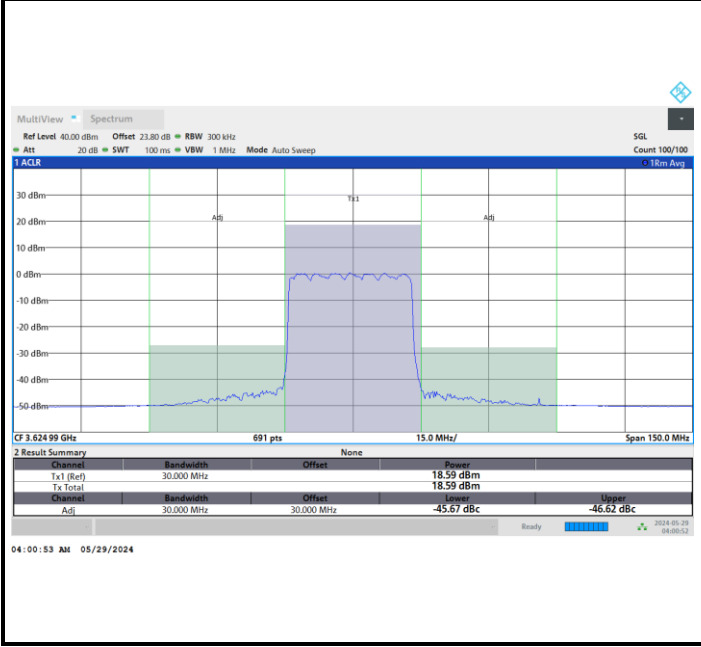 MultiView Spectrum
Ref Level 40.00 dBm Offset 23.80 dB RBW 300 kHz SGL
Att 20 dB SWT 100 ms VBW 1 MHz Mode Auto Sweep Count 100/100
1 ACLR 1Rm Avg
30 dBm
Tx1
20 dBm Adj Adj
10 dBm
0 dBm
-10 dBm
-20 dBm
-30 dBm
-40 dBm
-50 dBm
CF 3.624 99 GHz 691 pts 15.0 MHz/ Span 150.0 MHz
2 Result Summary None
Channel Bandwidth Offset Power
Tx1 (Ref) 30.000 MHz 18.59 dBm
Tx Total 18.59 dBm
Channel Bandwidth Offset Lower Upper
Adj 30.000 MHz 30.000 MHz -45.67 dBc -46.62 dBc
Ready 2024-05-29
04:00:52
04:00:53 AM 05/29/2024